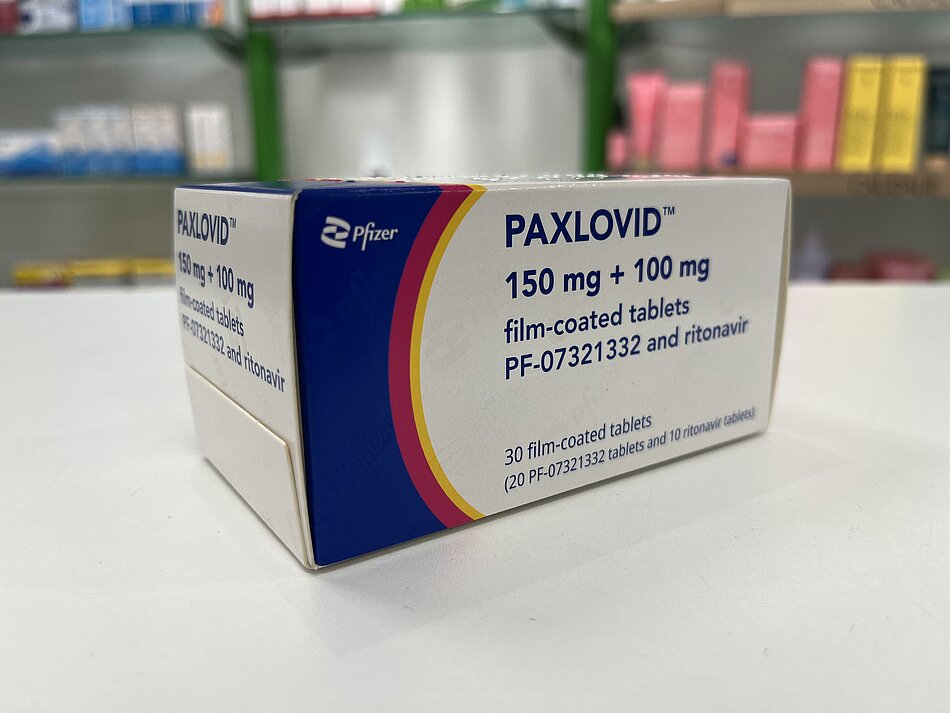 PAXLOVID™
150 mg + 100 mg
film-coated tablets
PF-07321332 and ritonavir
Pfizer
PAXLOVID™
150 mg + 100 mg
film-coated tablets
PF-07321332 and ritonavir
30 film-coated tablets
(20 PF-07321332 tablets and 10 ritonavir tablets)